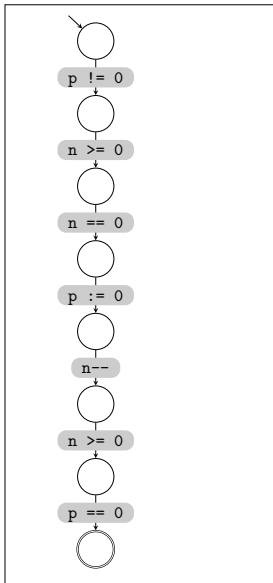 p != 0
n >= 0
n == 0
p := 0
n--
n >= 0
p == 0